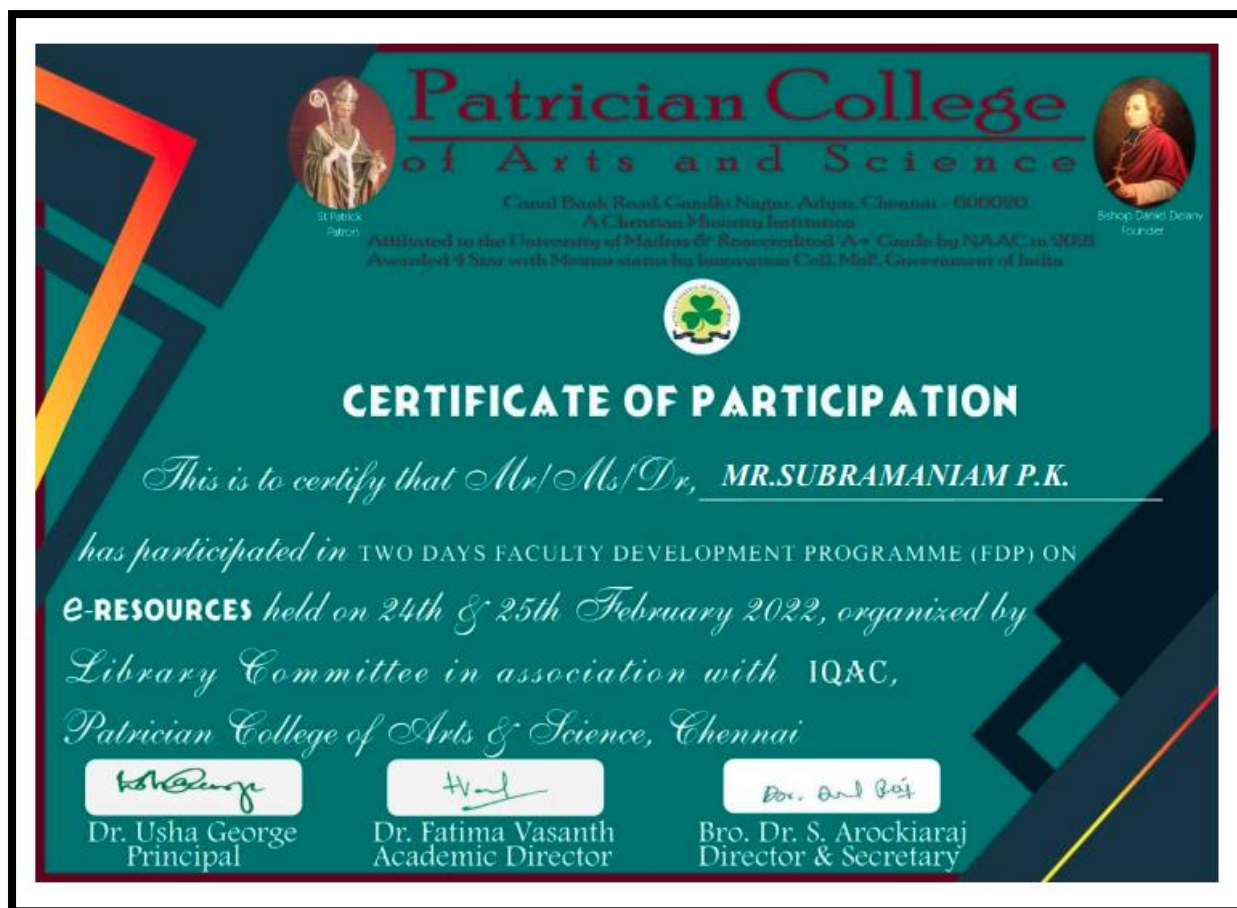 Patrician College
of Arts and Science
Canal Bank Road, Gandhi Nagar, Adyar, Chennai - 6000020.
A Christian Minority Institution
Affiliated to the University of Madras & Reaccredited 'A+' Grade by NAAC in 2021
Awarded 4 Star with Mentor status by Innovation Cell, MoE, Government of India
St Patrick
Patron
Bishop Daniel Delany
Founder
CERTIFICATE OF PARTICIPATION
This is to certify that Mr/Ms/Dr, MR.SUBRAMANIAM P.K.
has participated in TWO DAYS FACULTY DEVELOPMENT PROGRAMME (FDP) ON
e-RESOURCES held on 24th & 25th February 2022, organized by
Library Committee in association with IQAC,
Patrician College of Arts & Science, Chennai
Dr. Usha George
Principal
Dr. Fatima Vasanth
Academic Director
Bro. Dr. S. Arockiaraj
Director & Secretary